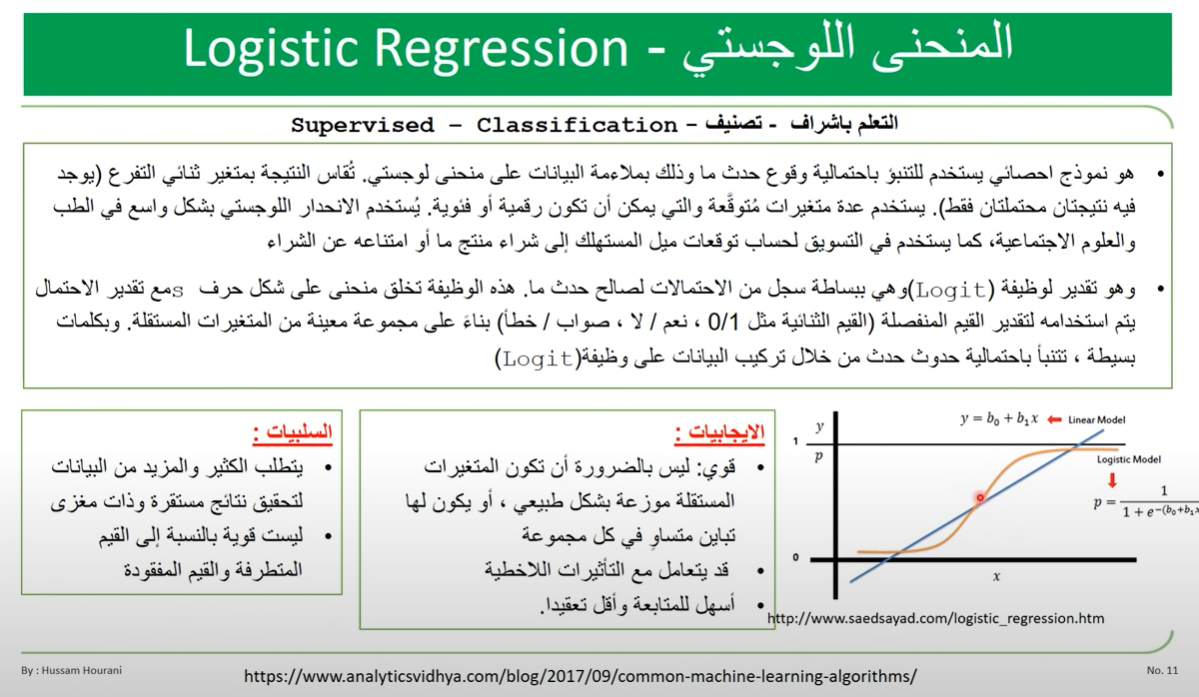 Logistic Regression - المنحنى اللوجستي
التعلم باشراف - تصنيف - Supervised – Classification
• هو نموذج احصائي يستخدم للتنبؤ باحتمالية وقوع حدث ما وذلك بملاءمة البيانات على منحنى لوجستي. تُقاس النتيجة بمتغير ثنائي التفرع (يوجد
فيه نتيجتان محتملتان فقط). يستخدم عدة متغيرات مُتوقَّعة والتي يمكن أن تكون رقمية أو فئوية. يُستخدم الانحدار اللوجستي بشكل واسع في الطب
والعلوم الاجتماعية، كما يستخدم في التسويق لحساب توقعات ميل المستهلك إلى شراء منتج ما أو امتناعه عن الشراء
• وهو تقدير لوظيفة (Logit)وهي ببساطة سجل من الاحتمالات لصالح حدث ما. هذه الوظيفة تخلق منحنى على شكل حرف sمع تقدير الاحتمال
يتم استخدامه لتقدير القيم المنفصلة (القيم الثنائية مثل 0/1 ، نعم / لا ، صواب / خطأ) بناءً على مجموعة معينة من المتغيرات المستقلة. وبكلمات
بسيطة ، تتنبأ باحتمالية حدوث حدث من خلال تركيب البيانات على وظيفة(Logit)
y = b₀ + b₁x
Linear Model
y
1
p
Logistic Model
p = 1 / 1 + e^−(b₀+b₁x
0
x
http://www.saedsayad.com/logistic_regression.htm
الايجابيات :
• قوي: ليس بالضرورة أن تكون المتغيرات
المستقلة موزعة بشكل طبيعي ، أو يكون لها
تباين متساوٍ في كل مجموعة
• قد يتعامل مع التأثيرات اللاخطية
• أسهل للمتابعة وأقل تعقيدا.
السلبيات :
• يتطلب الكثير والمزيد من البيانات
لتحقيق نتائج مستقرة وذات مغزى
• ليست قوية بالنسبة إلى القيم
المتطرفة والقيم المفقودة
By : Hussam Hourani
https://www.analyticsvidhya.com/blog/2017/09/common-machine-learning-algorithms/
No. 11